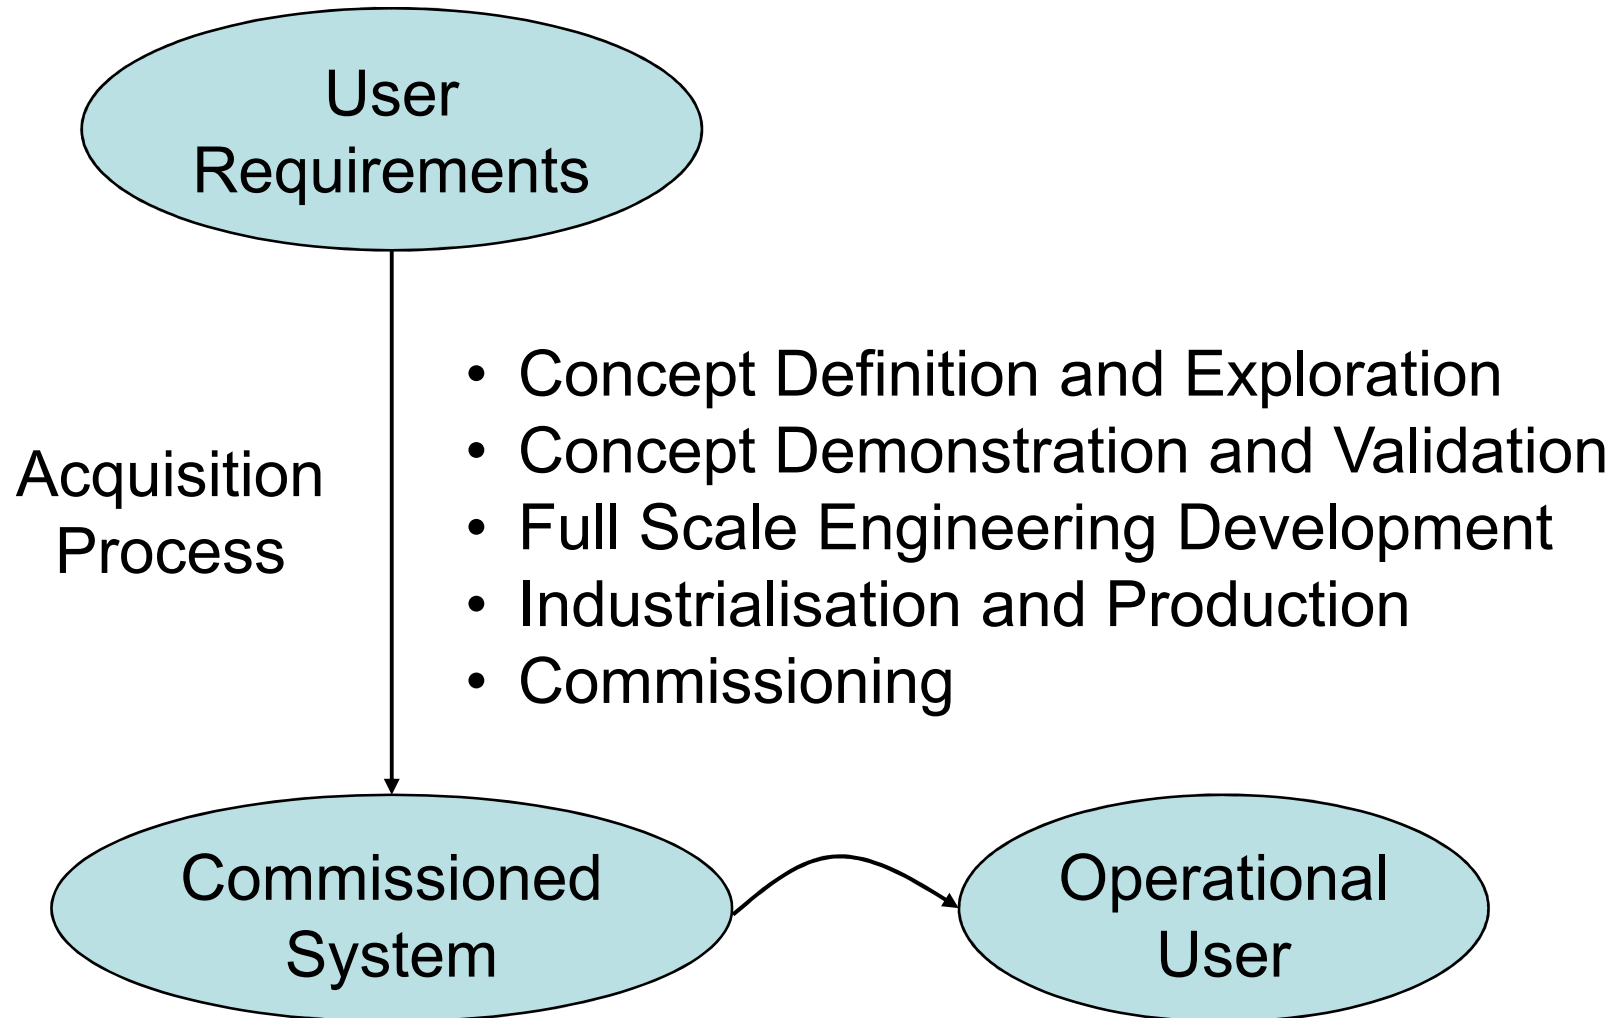 User
Requirements
Acquisition
Process
• Concept Definition and Exploration
• Concept Demonstration and Validation
• Full Scale Engineering Development
• Industrialisation and Production
• Commissioning
Commissioned
System
Operational
User